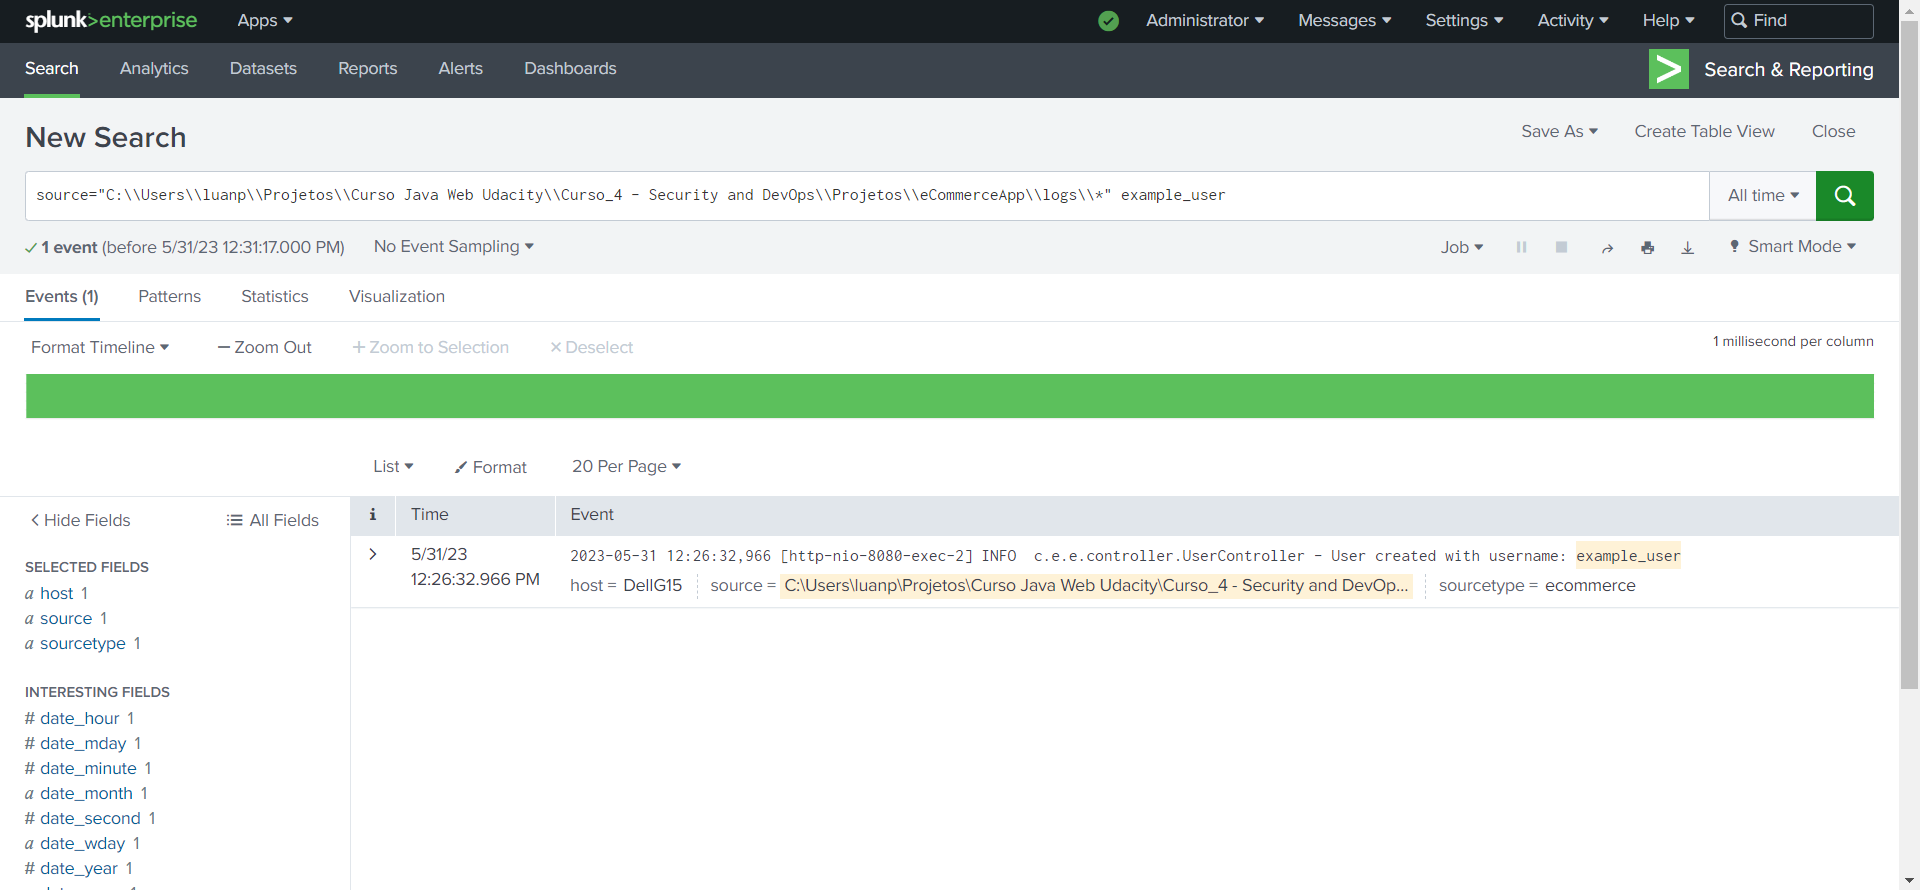 splunk>enterprise Apps Administrator Messages Settings Activity Help Find
Search Analytics Datasets Reports Alerts Dashboards Search & Reporting
New Search Save As Create Table View Close
source="C:\\Users\\luanp\\Projetos\\Curso Java Web Udacity\\Curso_4 - Security and DevOps\\Projetos\\eCommerceApp\\logs\\*" example_user All time
1 event (before 5/31/23 12:31:17.000 PM) No Event Sampling Job Smart Mode
Events (1) Patterns Statistics Visualization
Format Timeline Zoom Out Zoom to Selection Deselect 1 millisecond per column
List Format 20 Per Page
Hide Fields All Fields
i Time Event
5/31/23
12:26:32.966 PM
2023-05-31 12:26:32,966 [http-nio-8080-exec-2] INFO  c.e.e.controller.UserController - User created with username: example_user
host = DellG15 source = C:\Users\luanp\Projetos\Curso Java Web Udacity\Curso_4 - Security and DevOp... sourcetype = ecommerce
SELECTED FIELDS
a host 1
a source 1
a sourcetype 1
INTERESTING FIELDS
# date_hour 1
# date_mday 1
# date_minute 1
a date_month 1
# date_second 1
a date_wday 1
# date_year 1